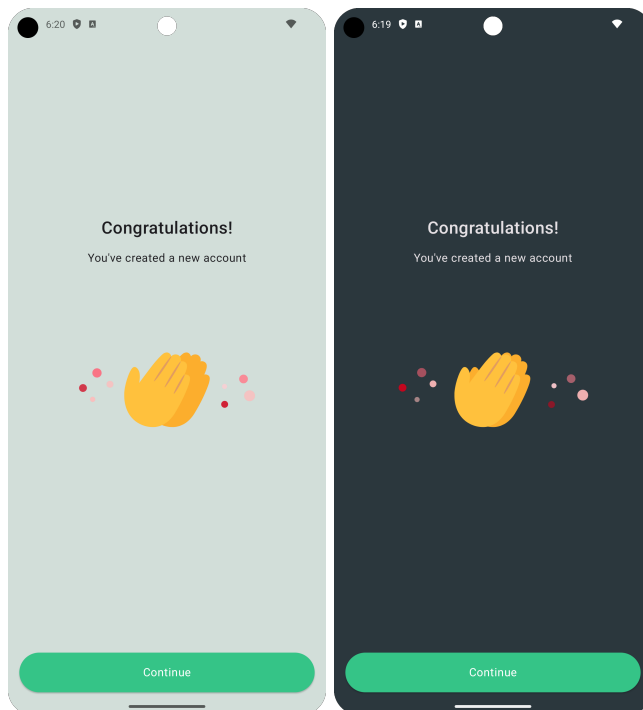 6:20
Congratulations!
You've created a new account
Continue
6:19
Congratulations!
You've created a new account
Continue